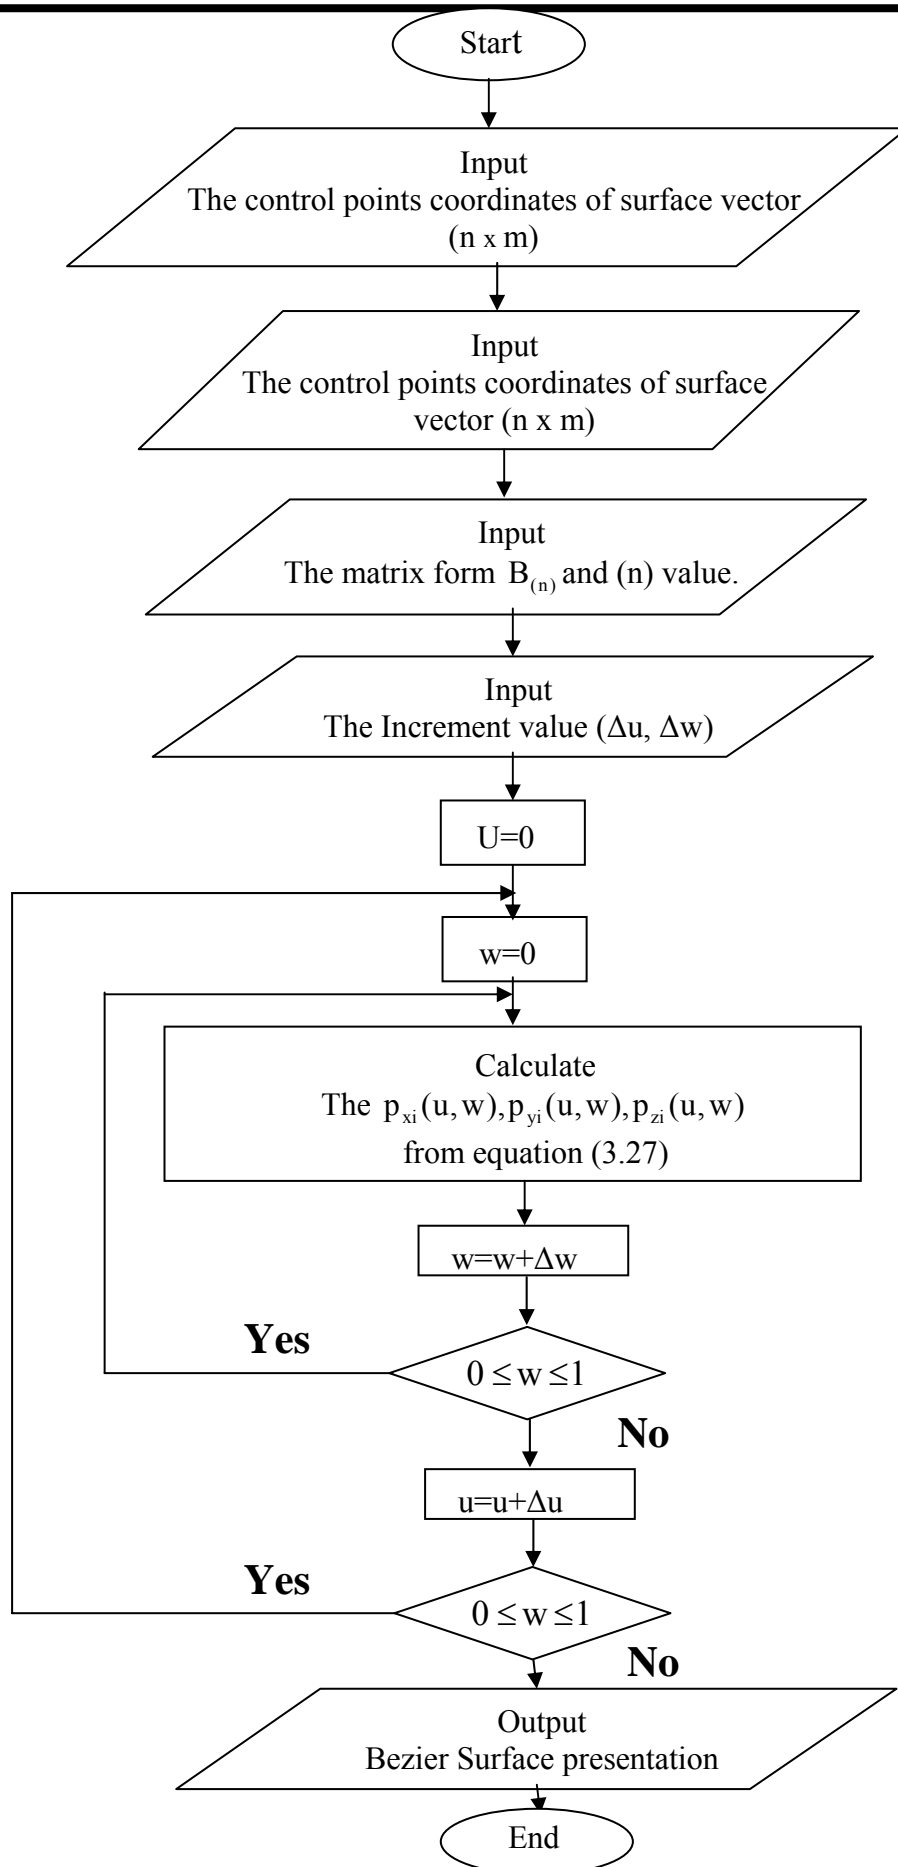 Start
Input
The control points coordinates of surface vector
(n x m)
Input
The control points coordinates of surface
vector (n x m)
Input
The matrix form B(n) and (n) value.
Input
The Increment value (Δu, Δw)
U=0
w=0
Calculate
The pxi(u,w),pyi(u,w),pzi(u,w)
from equation (3.27)
w=w+Δw
Yes
0 ≤ w ≤1
No
u=u+Δu
Yes
0 ≤ w ≤1
No
Output
Bezier Surface presentation
End